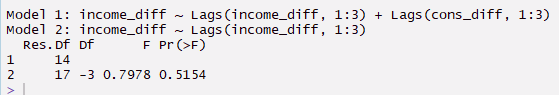 Model 1: income_diff ~ Lags(income_diff, 1:3) + Lags(cons_diff, 1:3)
Model 2: income_diff ~ Lags(income_diff, 1:3)
  Res.Df Df      F Pr(>F)
1     14
2     17 -3 0.7978 0.5154
>